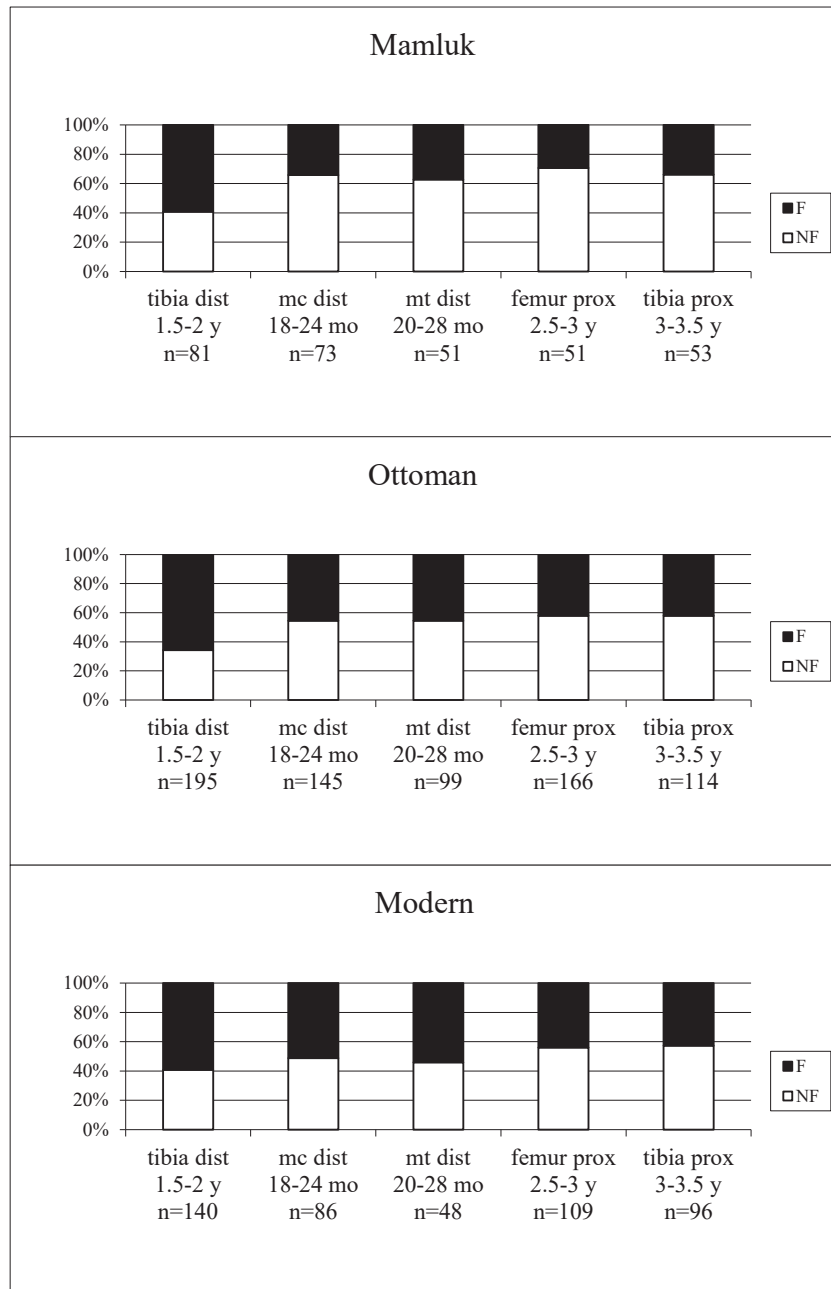 Mamluk
100%
80%
60%
40%
20%
0%
tibia dist mc dist mt dist femur prox tibia prox
1.5-2 y 18-24 mo 20-28 mo 2.5-3 y 3-3.5 y
n=81 n=73 n=51 n=51 n=53
F
NF
Ottoman
100%
80%
60%
40%
20%
0%
tibia dist mc dist mt dist femur prox tibia prox
1.5-2 y 18-24 mo 20-28 mo 2.5-3 y 3-3.5 y
n=195 n=145 n=99 n=166 n=114
F
NF
Modern
100%
80%
60%
40%
20%
0%
tibia dist mc dist mt dist femur prox tibia prox
1.5-2 y 18-24 mo 20-28 mo 2.5-3 y 3-3.5 y
n=140 n=86 n=48 n=109 n=96
F
NF